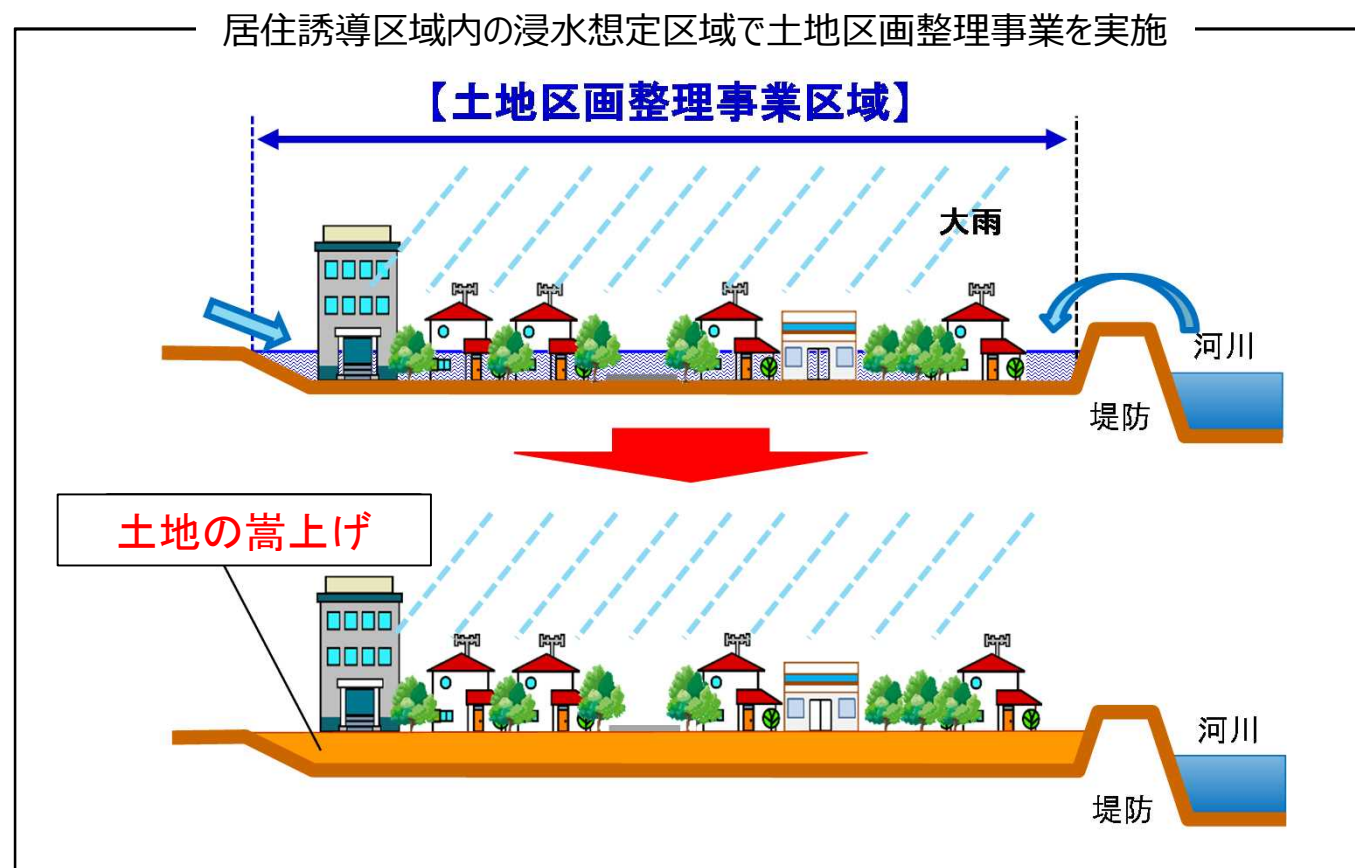 居住誘導区域内の浸水想定区域で土地区画整理事業を実施
【土地区画整理事業区域】
大雨
河川
堤防
土地の嵩上げ
河川
堤防